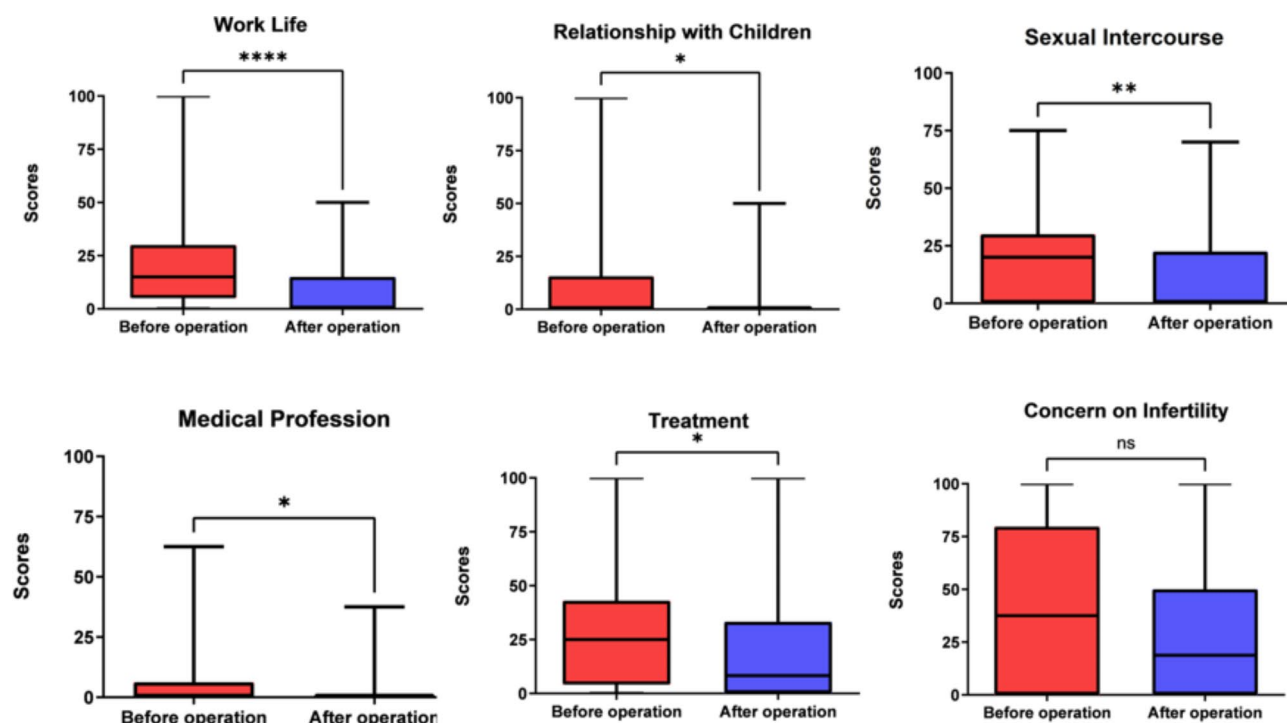 Work Life
****
100
75
50
25
0
Scores
Before operation After operation
Relationship with Children
*
100
75
50
25
0
Scores
Before operation After operation
Sexual Intercourse
**
100
75
50
25
0
Scores
Before operation After operation
Medical Profession
*
100
75
50
25
0
Scores
Before operation After operation
Treatment
*
100
75
50
25
0
Scores
Before operation After operation
Concern on Infertility
ns
100
75
50
25
0
Scores
Before operation After operation